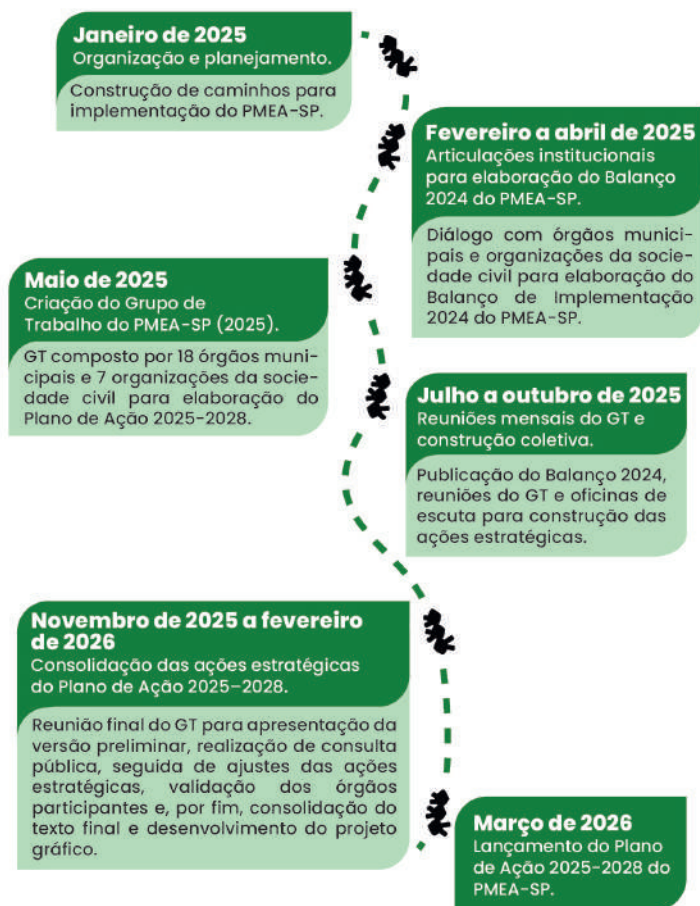 Janeiro de 2025
Organização e planejamento.
Construção de caminhos para
implementação do PMEA-SP.
Fevereiro a abril de 2025
Articulações institucionais
para elaboração do Balanço
2024 do PMEA-SP.
Diálogo com órgãos munici-
pais e organizações da socie-
dade civil para elaboração do
Balanço de Implementação
2024 do PMEA-SP.
Maio de 2025
Criação do Grupo de
Trabalho do PMEA-SP (2025).
GT composto por 18 órgãos muni-
cipais e 7 organizações da socie-
dade civil para elaboração do
Plano de Ação 2025-2028.
Julho a outubro de 2025
Reuniões mensais do GT e
construção coletiva.
Publicação do Balanço 2024,
reuniões do GT e oficinas de
escuta para construção das
ações estratégicas.
Novembro de 2025 a fevereiro
de 2026
Consolidação das ações estratégicas
do Plano de Ação 2025–2028.
Reunião final do GT para apresentação da
versão preliminar, realização de consulta
pública, seguida de ajustes das ações
estratégicas, validação dos órgãos
participantes e, por fim, consolidação do
texto final e desenvolvimento do projeto
gráfico.
Março de 2026
Lançamento do Plano
de Ação 2025-2028 do
PMEA-SP.